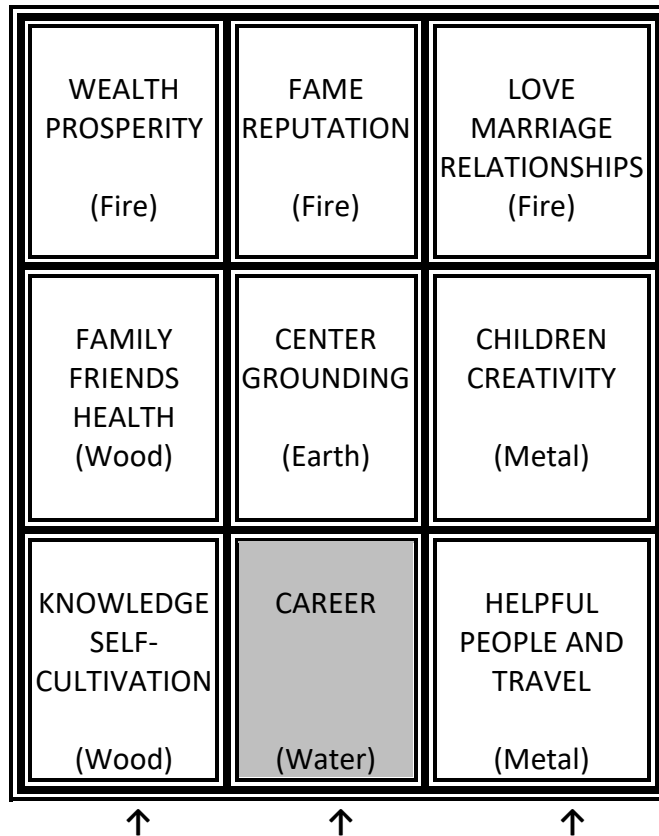 WEALTH
PROSPERITY
(Fire)
FAME
REPUTATION
(Fire)
LOVE
MARRIAGE
RELATIONSHIPS
(Fire)
FAMILY
FRIENDS
HEALTH
(Wood)
CENTER
GROUNDING
(Earth)
CHILDREN
CREATIVITY
(Metal)
KNOWLEDGE
SELF-
CULTIVATION
(Wood)
CAREER
(Water)
HELPFUL
PEOPLE AND
TRAVEL
(Metal)
↑ ↑ ↑